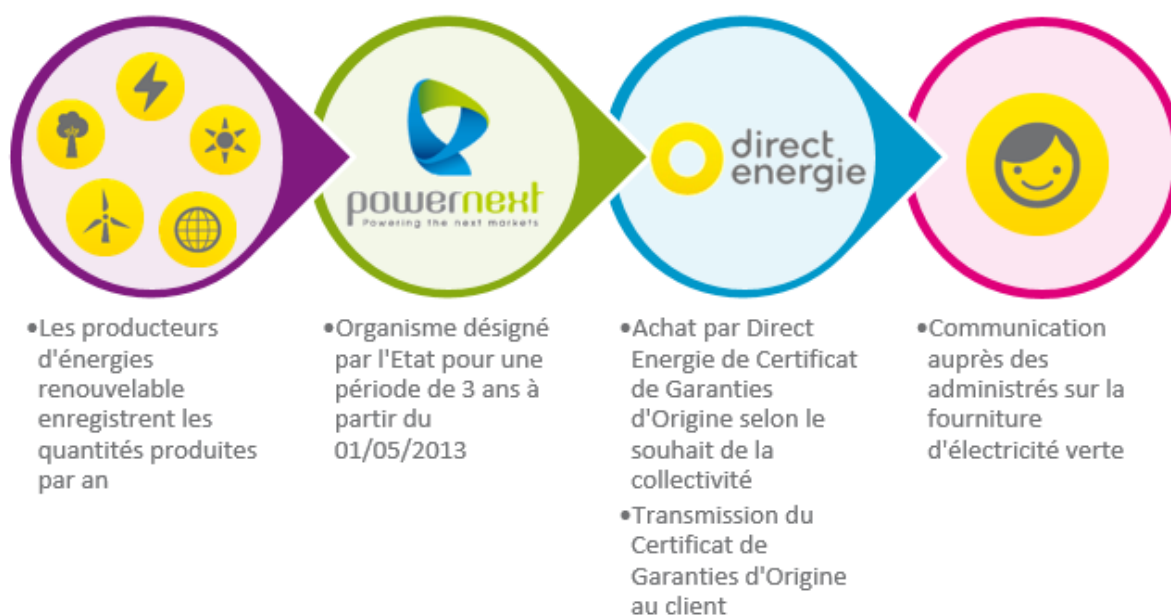 powernext
Powering the next markets
direct
energie
•Les producteurs
d'énergies
renouvelable
enregistrent les
quantités produites
par an
•Organisme désigné
par l'Etat pour une
période de 3 ans à
partir du
01/05/2013
•Achat par Direct
Energie de Certificat
de Garanties
d'Origine selon le
souhait de la
collectivité
•Transmission du
Certificat de
Garanties d'Origine
au client
•Communication
auprès des
administrés sur la
fourniture
d'électricité verte